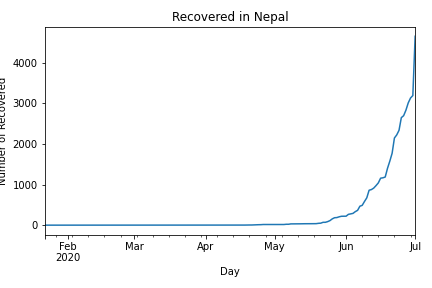 Recovered in Nepal
Number of Recovered
4000
3000
2000
1000
0
Feb
2020
Mar
Apr
May
Jun
Jul
Day